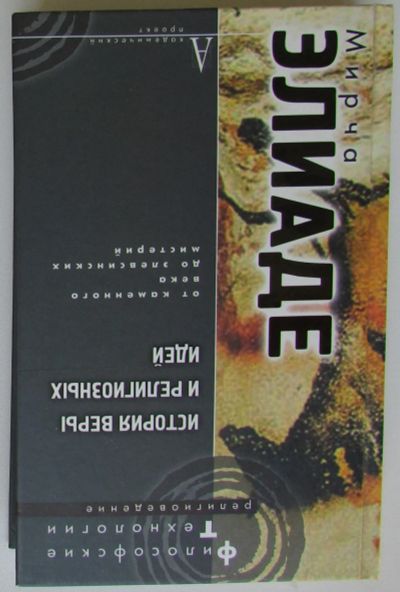 Философские
Технологии
религиоведение
ИСТОРИЯ ВЕРЫ
И РЕЛИГИОЗНЫХ
ИДЕЙ
от каменного
века
до элевсинских
мистерий
Академический
проект
Мирча
ЭЛИАДЕ